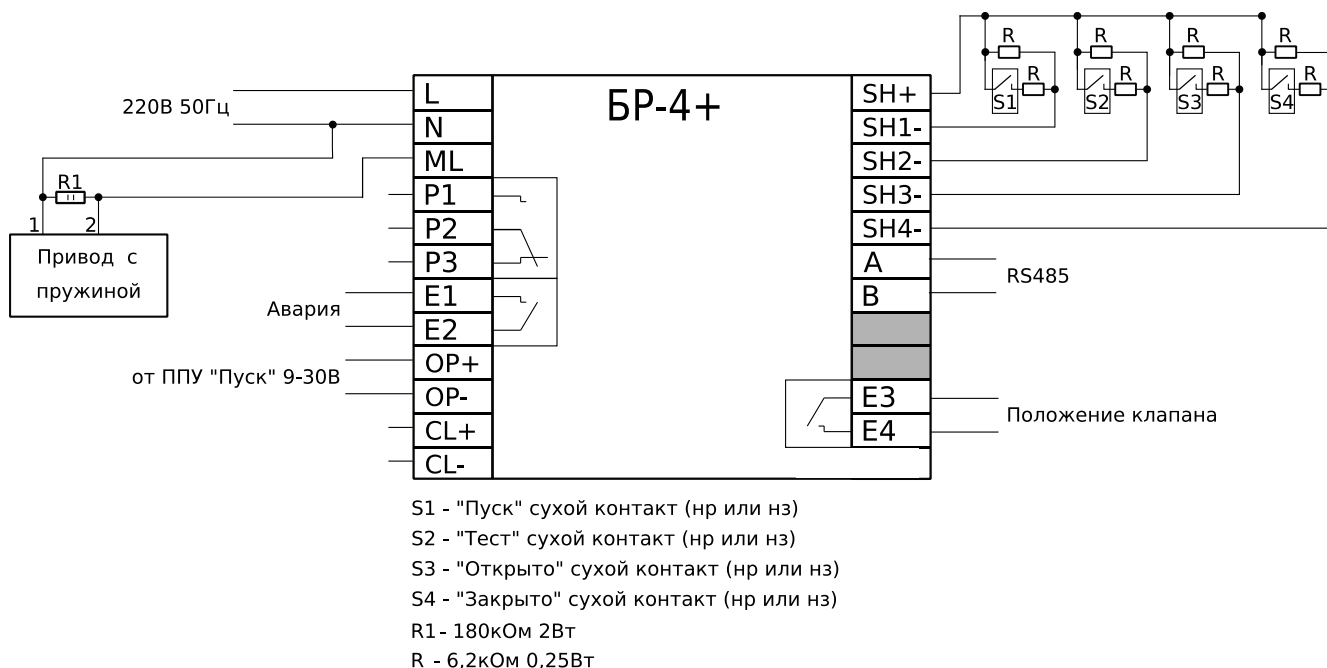 БР-4+
220В 50Гц
R1
1
2
Привод с
пружиной
Авария
от ППУ "Пуск" 9-30В
L
N
ML
P1
P2
P3
E1
E2
OP+
OP-
CL+
CL-
SH+
SH1-
SH2-
SH3-
SH4-
A
B
E3
E4
R
R
S1
R
R
S2
R
R
S3
R
R
S4
RS485
Положение клапана
S1 - "Пуск" сухой контакт (нр или нз)
S2 - "Тест" сухой контакт (нр или нз)
S3 - "Открыто" сухой контакт (нр или нз)
S4 - "Закрыто" сухой контакт (нр или нз)
R1 - 180кОм 2Вт
R - 6,2кОм 0,25Вт